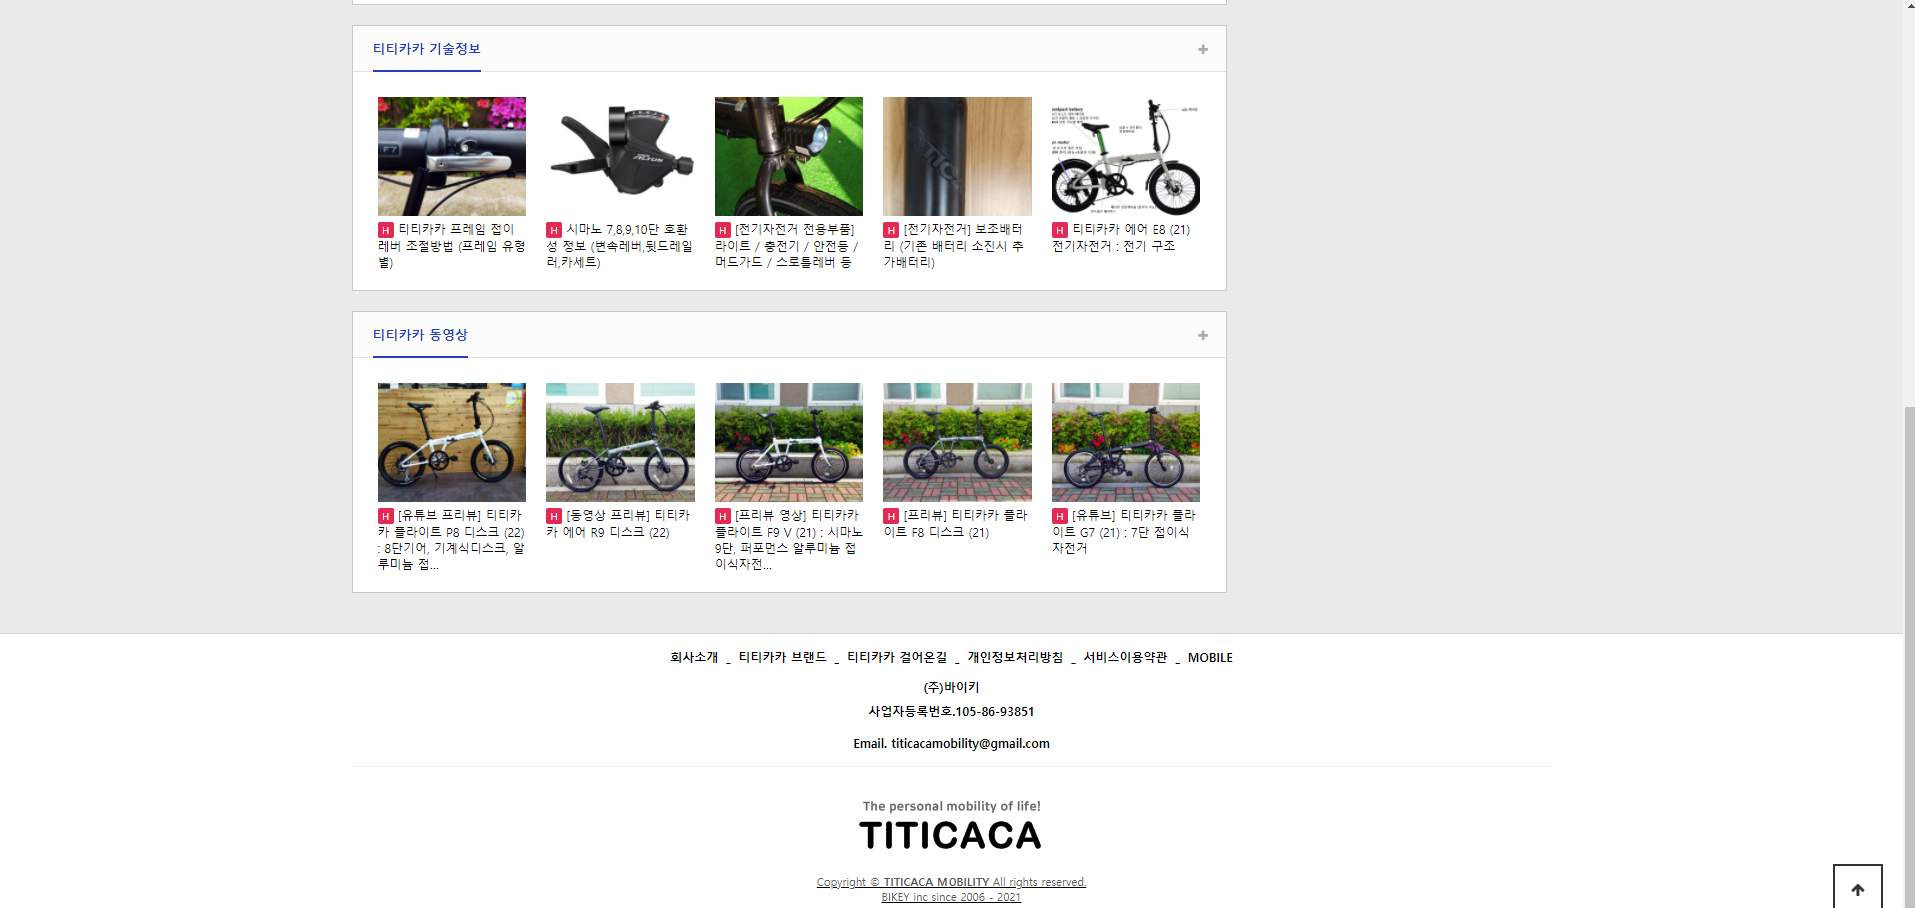 티티카카 기술정보
H 티티카카 프레임 접이
레버 조절방법 (프레임 유형
별)
H 시마노 7,8,9,10단 호환
성 정보 (변속레버,뒷드레일
러,카세트)
H [전기자전거 전용부품]
라이트 / 충전기 / 안전등 /
머드가드 / 스로틀레버 등
H [전기자전거] 보조배터
리 (기존 배터리 소진시 추
가배터리)
H 티티카카 에어 E8 (21)
전기자전거 : 전기 구조
티티카카 동영상
H [유튜브 프리뷰] 티티카
카 플라이트 P8 디스크 (22)
: 8단기어, 기계식디스크, 알
루미늄 접...
H [동영상 프리뷰] 티티카
카 에어 R9 디스크 (22)
H [프리뷰 영상] 티티카카
플라이트 F9 V (21) : 시마노
9단, 퍼포먼스 알루미늄 접
이식자전...
H [프리뷰] 티티카카 플라
이트 F8 디스크 (21)
H [유튜브] 티티카카 플라
이트 G7 (21) : 7단 접이식
자전거
회사소개 _ 티티카카 브랜드 _ 티티카카 걸어온길 _ 개인정보처리방침 _ 서비스이용약관 _ MOBILE
(주)바이키
사업자등록번호.105-86-93851
Email. titicacamobility@gmail.com
The personal mobility of life!
TITICACA
Copyright © TITICACA MOBILITY All rights reserved.
BIKEY inc since 2006 - 2021